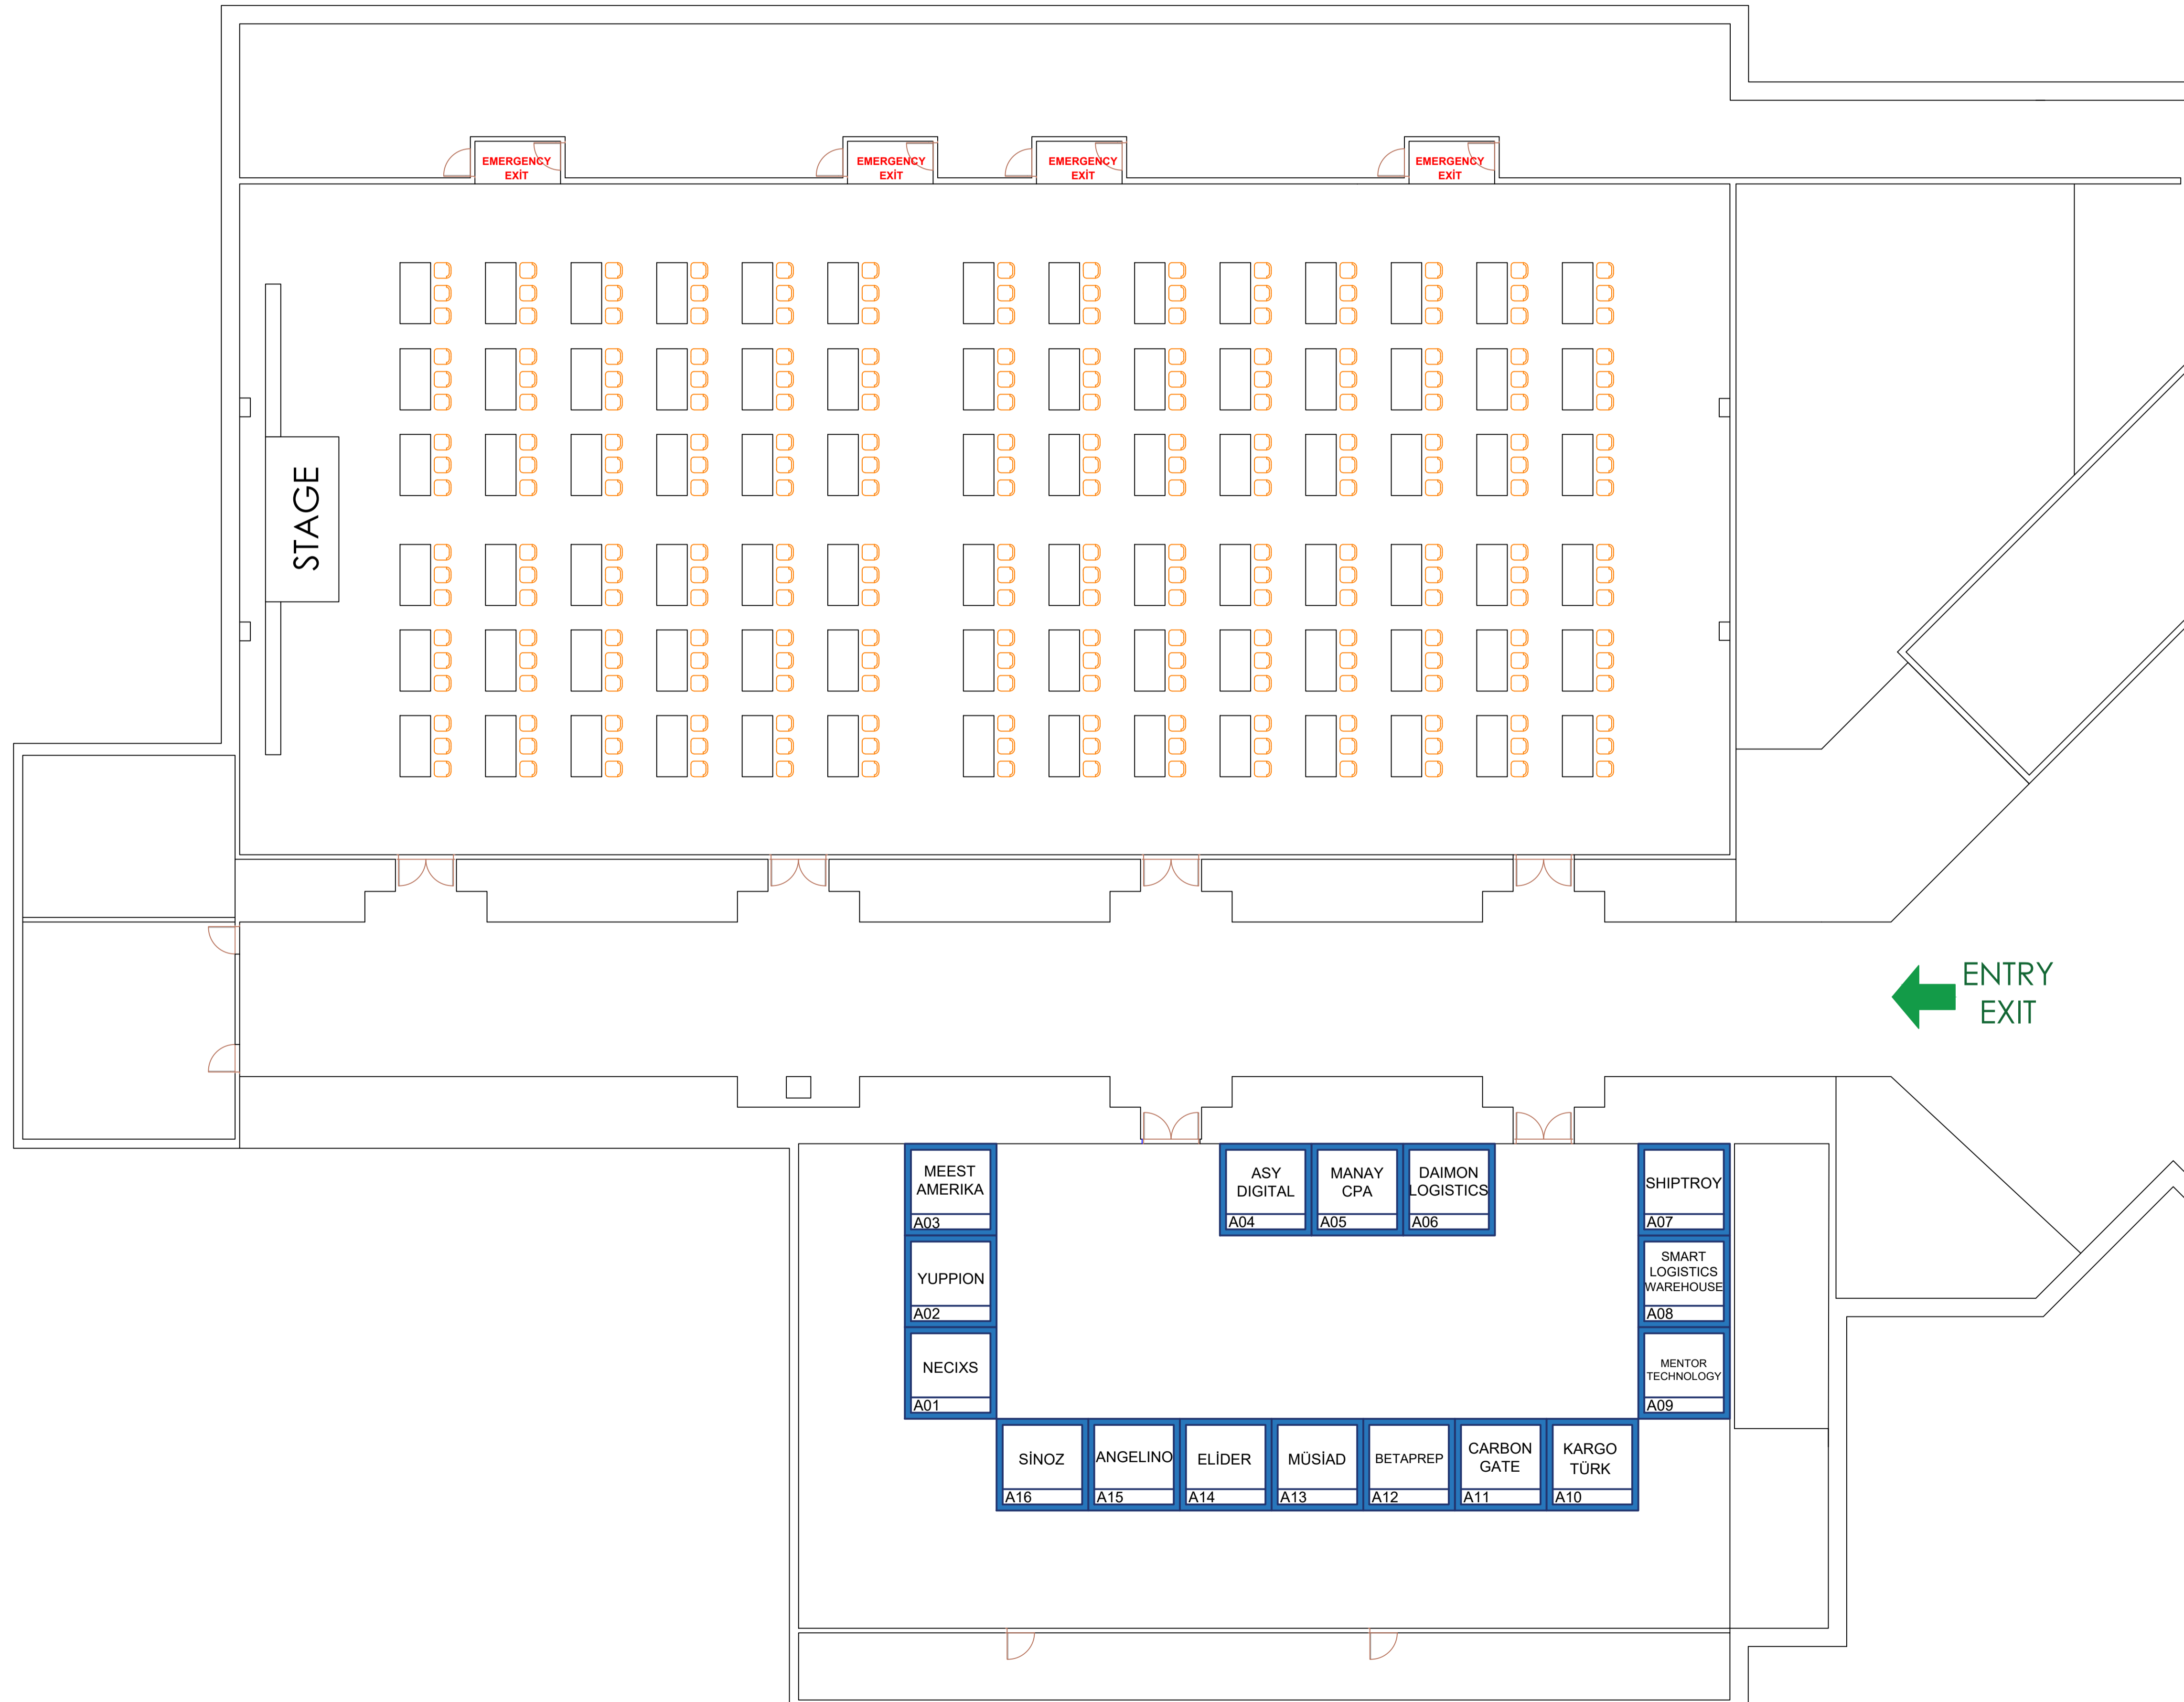 EMERGENCY
EXİT
EMERGENCY
EXİT
EMERGENCY
EXİT
EMERGENCY
EXİT
STAGE
ENTRY
EXIT
MEEST
AMERIKA
A03
ASY
DIGITAL
A04
MANAY
CPA
A05
DAIMON
LOGISTICS
A06
SHIPTROY
A07
YUPPION
A02
SMART
LOGISTICS
WAREHOUSE
A08
NECIXS
A01
MENTOR
TECHNOLOGY
A09
SİNOZ
A16
ANGELINO
A15
ELİDER
A14
MÜSİAD
A13
BETAPREP
A12
CARBON
GATE
A11
KARGO
TÜRK
A10